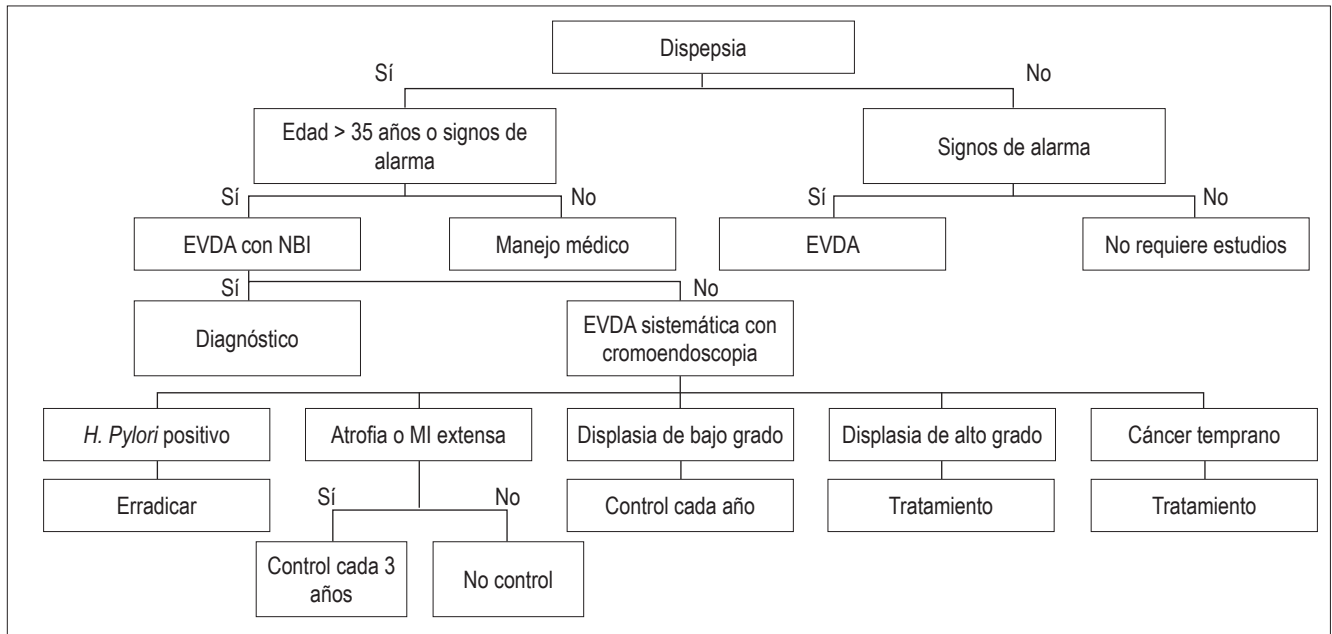 Dispepsia
Sí
No
Edad > 35 años o signos de
alarma
Signos de alarma
Sí
No
Sí
No
EVDA con NBI
Manejo médico
EVDA
No requiere estudios
Sí
No
Diagnóstico
EVDA sistemática con
cromoendoscopia
H. Pylori positivo
Atrofia o MI extensa
Displasia de bajo grado
Displasia de alto grado
Cáncer temprano
Erradicar
Sí
No
Control cada año
Tratamiento
Tratamiento
Control cada 3
años
No control